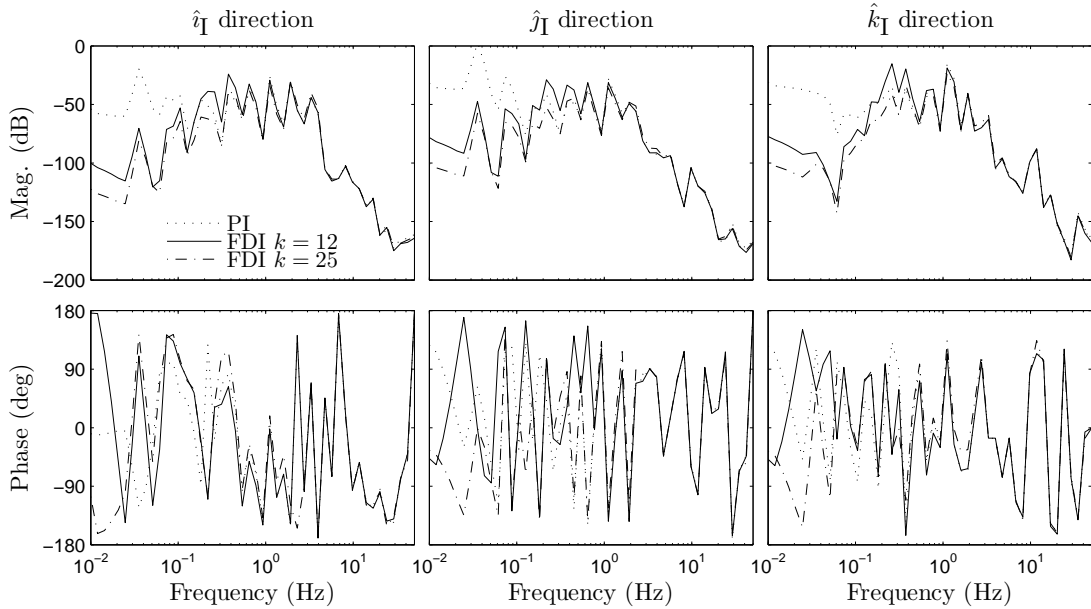 î_I direction
ĵ_I direction
k̂_I direction
Mag. (dB)
0
−50
−100
−150
−200
PI
FDI k = 12
FDI k = 25
Phase (deg)
180
90
0
−90
−180
10^−2 10^−1 10^0 10^1
10^−2 10^−1 10^0 10^1
10^−2 10^−1 10^0 10^1
Frequency (Hz)
Frequency (Hz)
Frequency (Hz)